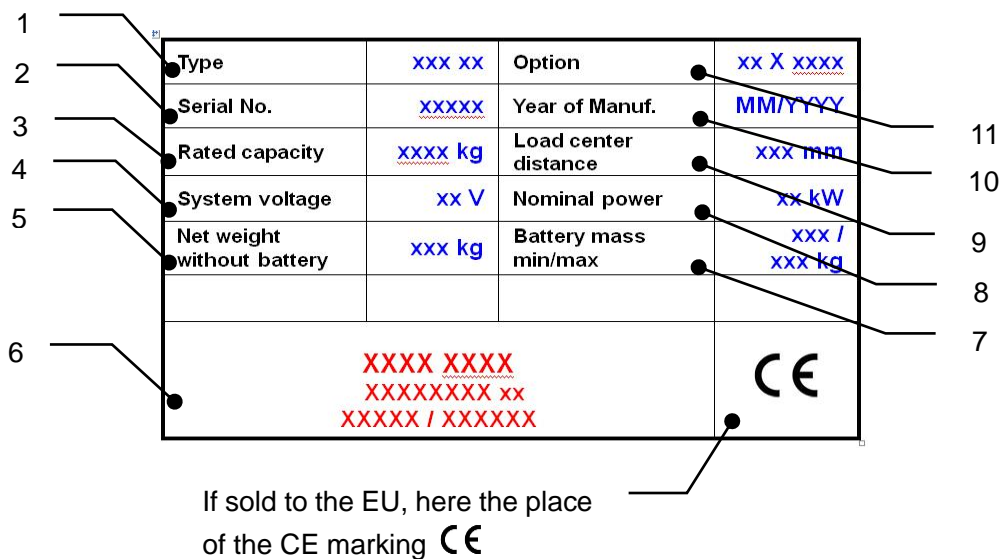 1
2
3
4
5
6
Type xxx xx Option xx X xxxx
Serial No. xxxxx Year of Manuf. MM/YYYY
Rated capacity xxxx kg Load center distance xxx mm
System voltage xx V Nominal power xx kW
Net weight without battery xxx kg Battery mass min/max xxx / xxx kg
XXXX XXXX
XXXXXXXX xx
XXXXX / XXXXXX
CE
11
10
9
8
7
If sold to the EU, here the place
of the CE marking CE